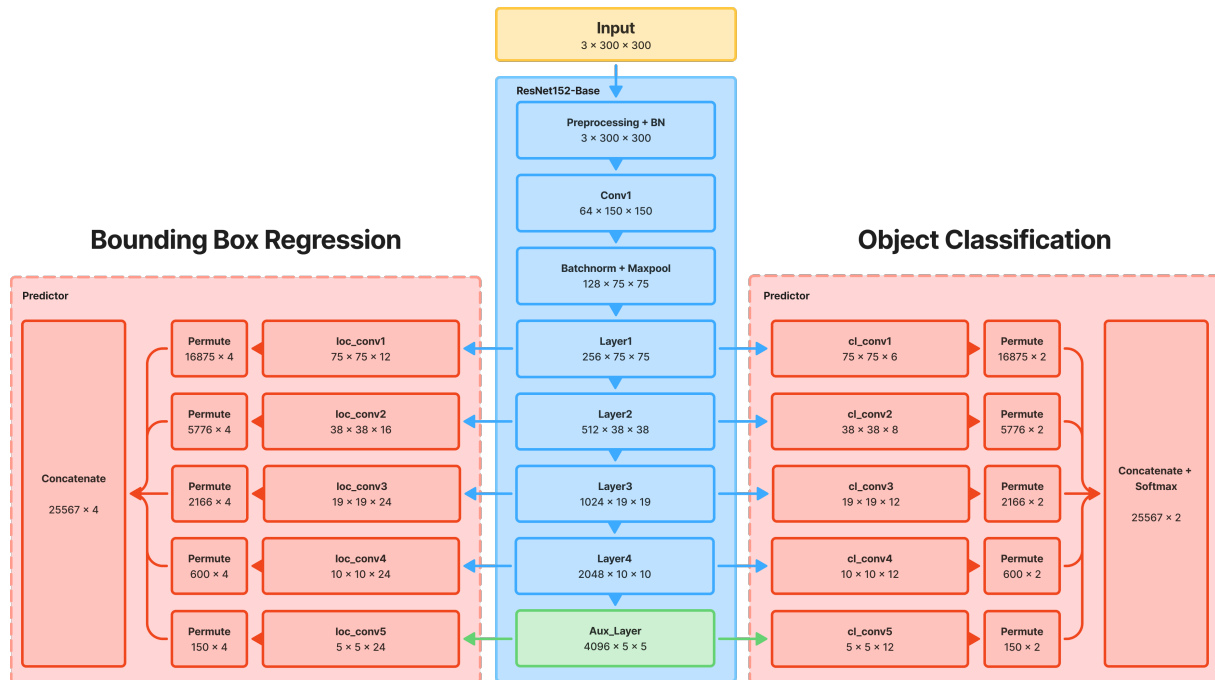 Input
3 × 300 × 300
ResNet152-Base
Preprocessing + BN
3 × 300 × 300
Conv1
64 × 150 × 150
Batchnorm + Maxpool
128 × 75 × 75
Layer1
256 × 75 × 75
Layer2
512 × 38 × 38
Layer3
1024 × 19 × 19
Layer4
2048 × 10 × 10
Aux_Layer
4096 × 5 × 5
Bounding Box Regression
Predictor
Concatenate
25567 × 4
Permute
16875 × 4
loc_conv1
75 × 75 × 12
Permute
5776 × 4
loc_conv2
38 × 38 × 16
Permute
2166 × 4
loc_conv3
19 × 19 × 24
Permute
600 × 4
loc_conv4
10 × 10 × 24
Permute
150 × 4
loc_conv5
5 × 5 × 24
Object Classification
Predictor
cl_conv1
75 × 75 × 6
Permute
16875 × 2
cl_conv2
38 × 38 × 8
Permute
5776 × 2
cl_conv3
19 × 19 × 12
Permute
2166 × 2
cl_conv4
10 × 10 × 12
Permute
600 × 2
cl_conv5
5 × 5 × 12
Permute
150 × 2
Concatenate +
Softmax
25567 × 2